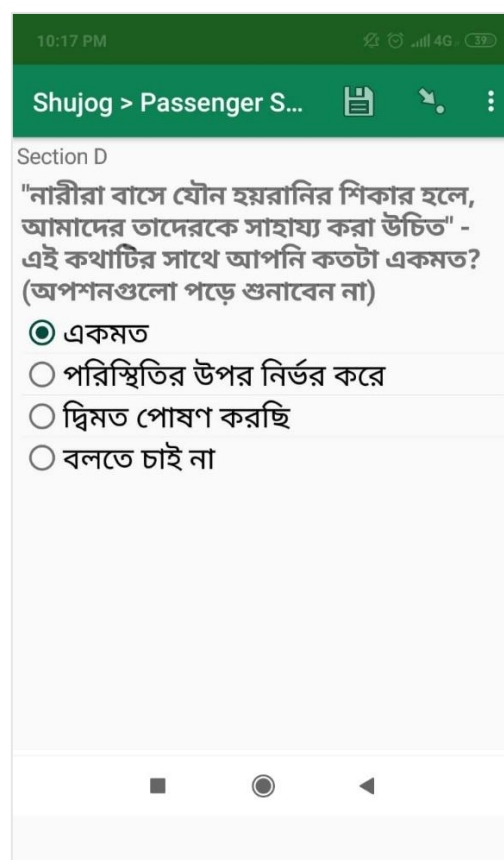 10:17 PM 4G 39
Shujog > Passenger S...
Section D
"নারীরা বাসে যৌন হয়রানির শিকার হলে,
আমাদের তাদেরকে সাহায্য করা উচিত" -
এই কথাটির সাথে আপনি কতটা একমত?
(অপশনগুলো পড়ে শুনাবেন না)
একমত
পরিস্থিতির উপর নির্ভর করে
দ্বিমত পোষণ করছি
বলতে চাই না